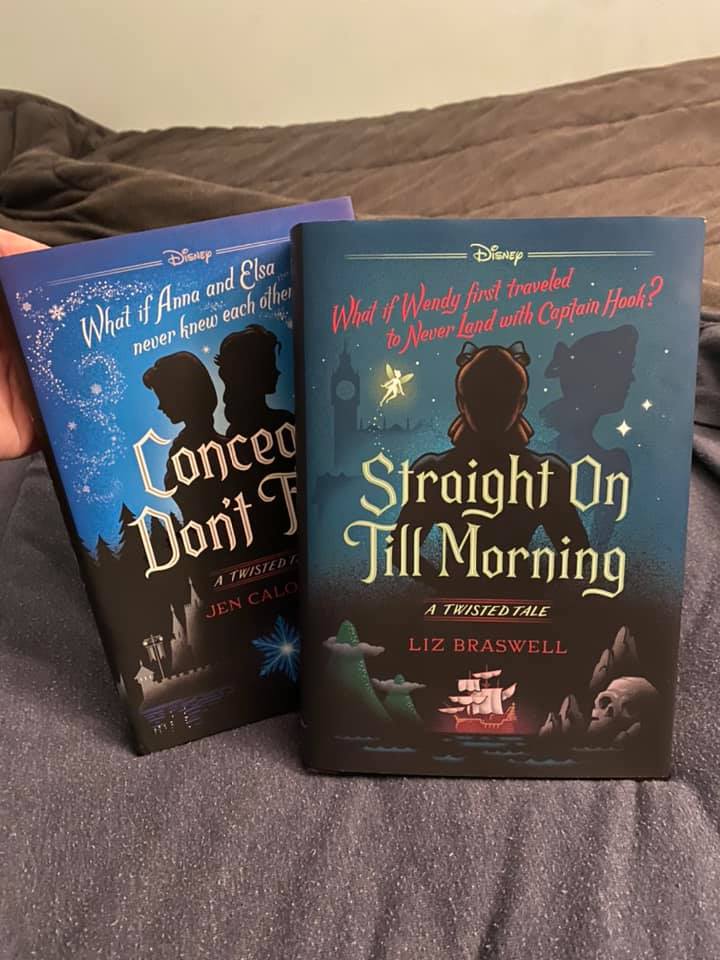 Disney
What if Anna and Elsa
never knew each other
Concea
Don't F
A TWISTED T
JEN CALO
Disney
What if Wendy first traveled
to Never Land with Captain Hook?
Straight On
Till Morning
A TWISTED TALE
LIZ BRASWELL